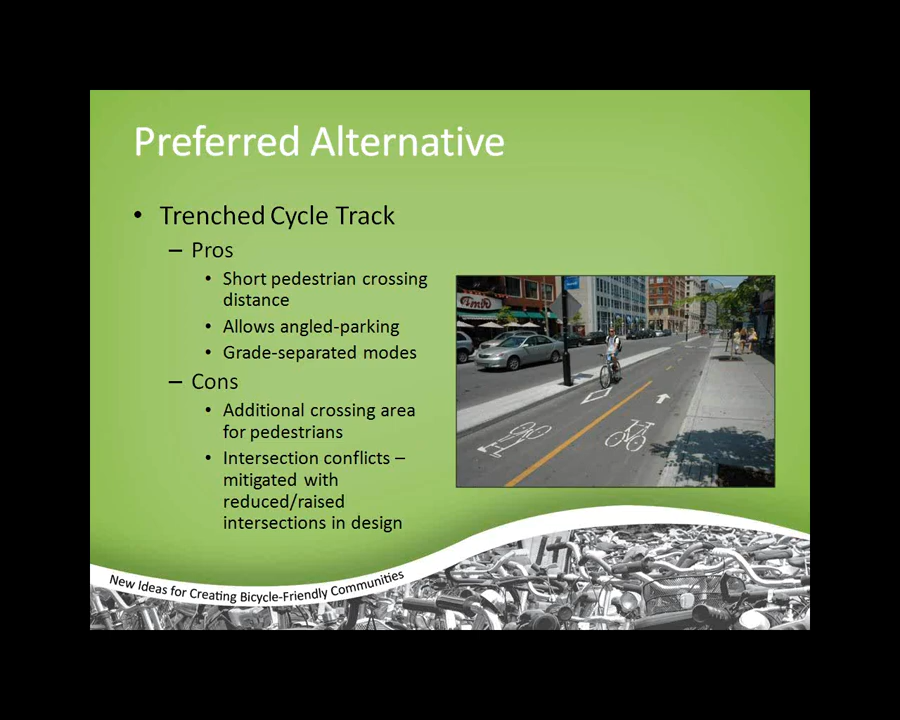 Preferred Alternative
• Trenched Cycle Track
– Pros
• Short pedestrian crossing
distance
• Allows angled-parking
• Grade-separated modes
– Cons
• Additional crossing area
for pedestrians
• Intersection conflicts –
mitigated with
reduced/raised
intersections in design
New Ideas for Creating Bicycle-Friendly Communities